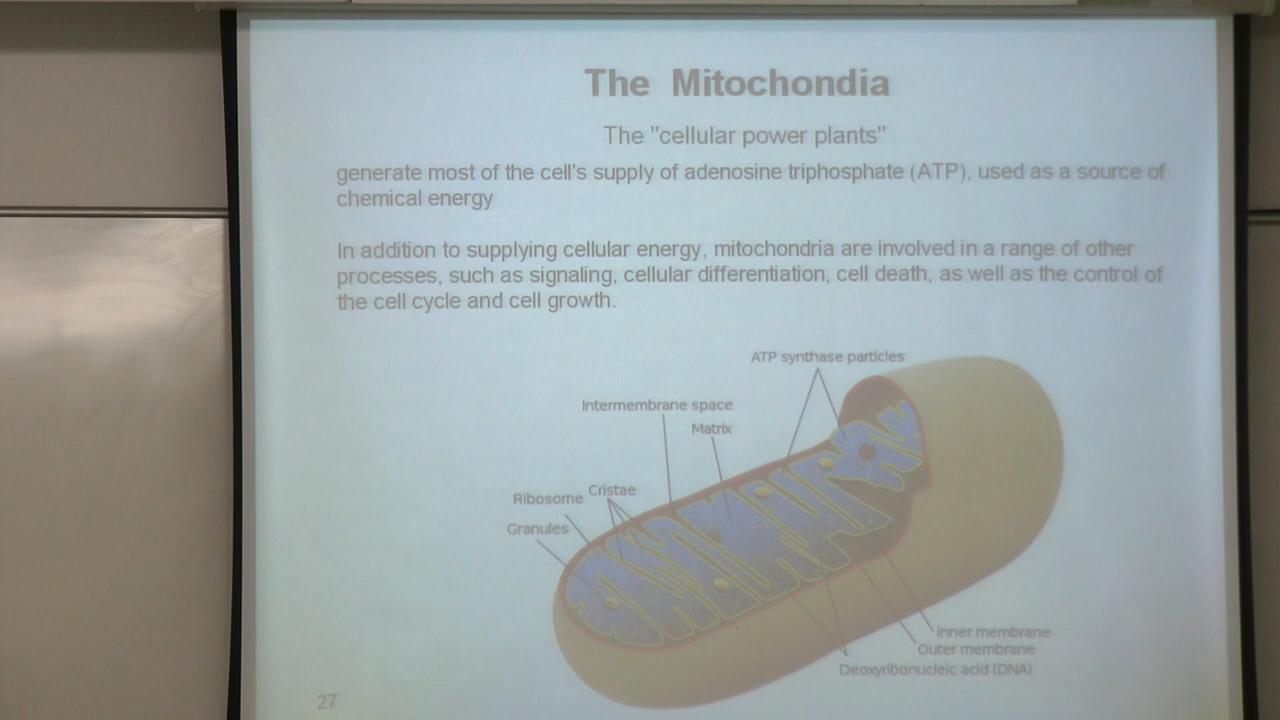 The Mitochondia
The "cellular power plants"
generate most of the cell's supply of adenosine triphosphate (ATP), used as a source of
chemical energy
In addition to supplying cellular energy, mitochondria are involved in a range of other
processes, such as signaling, cellular differentiation, cell death, as well as the control of
the cell cycle and cell growth.
ATP synthase particles
Intermembrane space
Matrix
Cristae
Ribosome
Granules
Inner membrane
Outer membrane
Deoxyribonucleic acid (DNA)
27